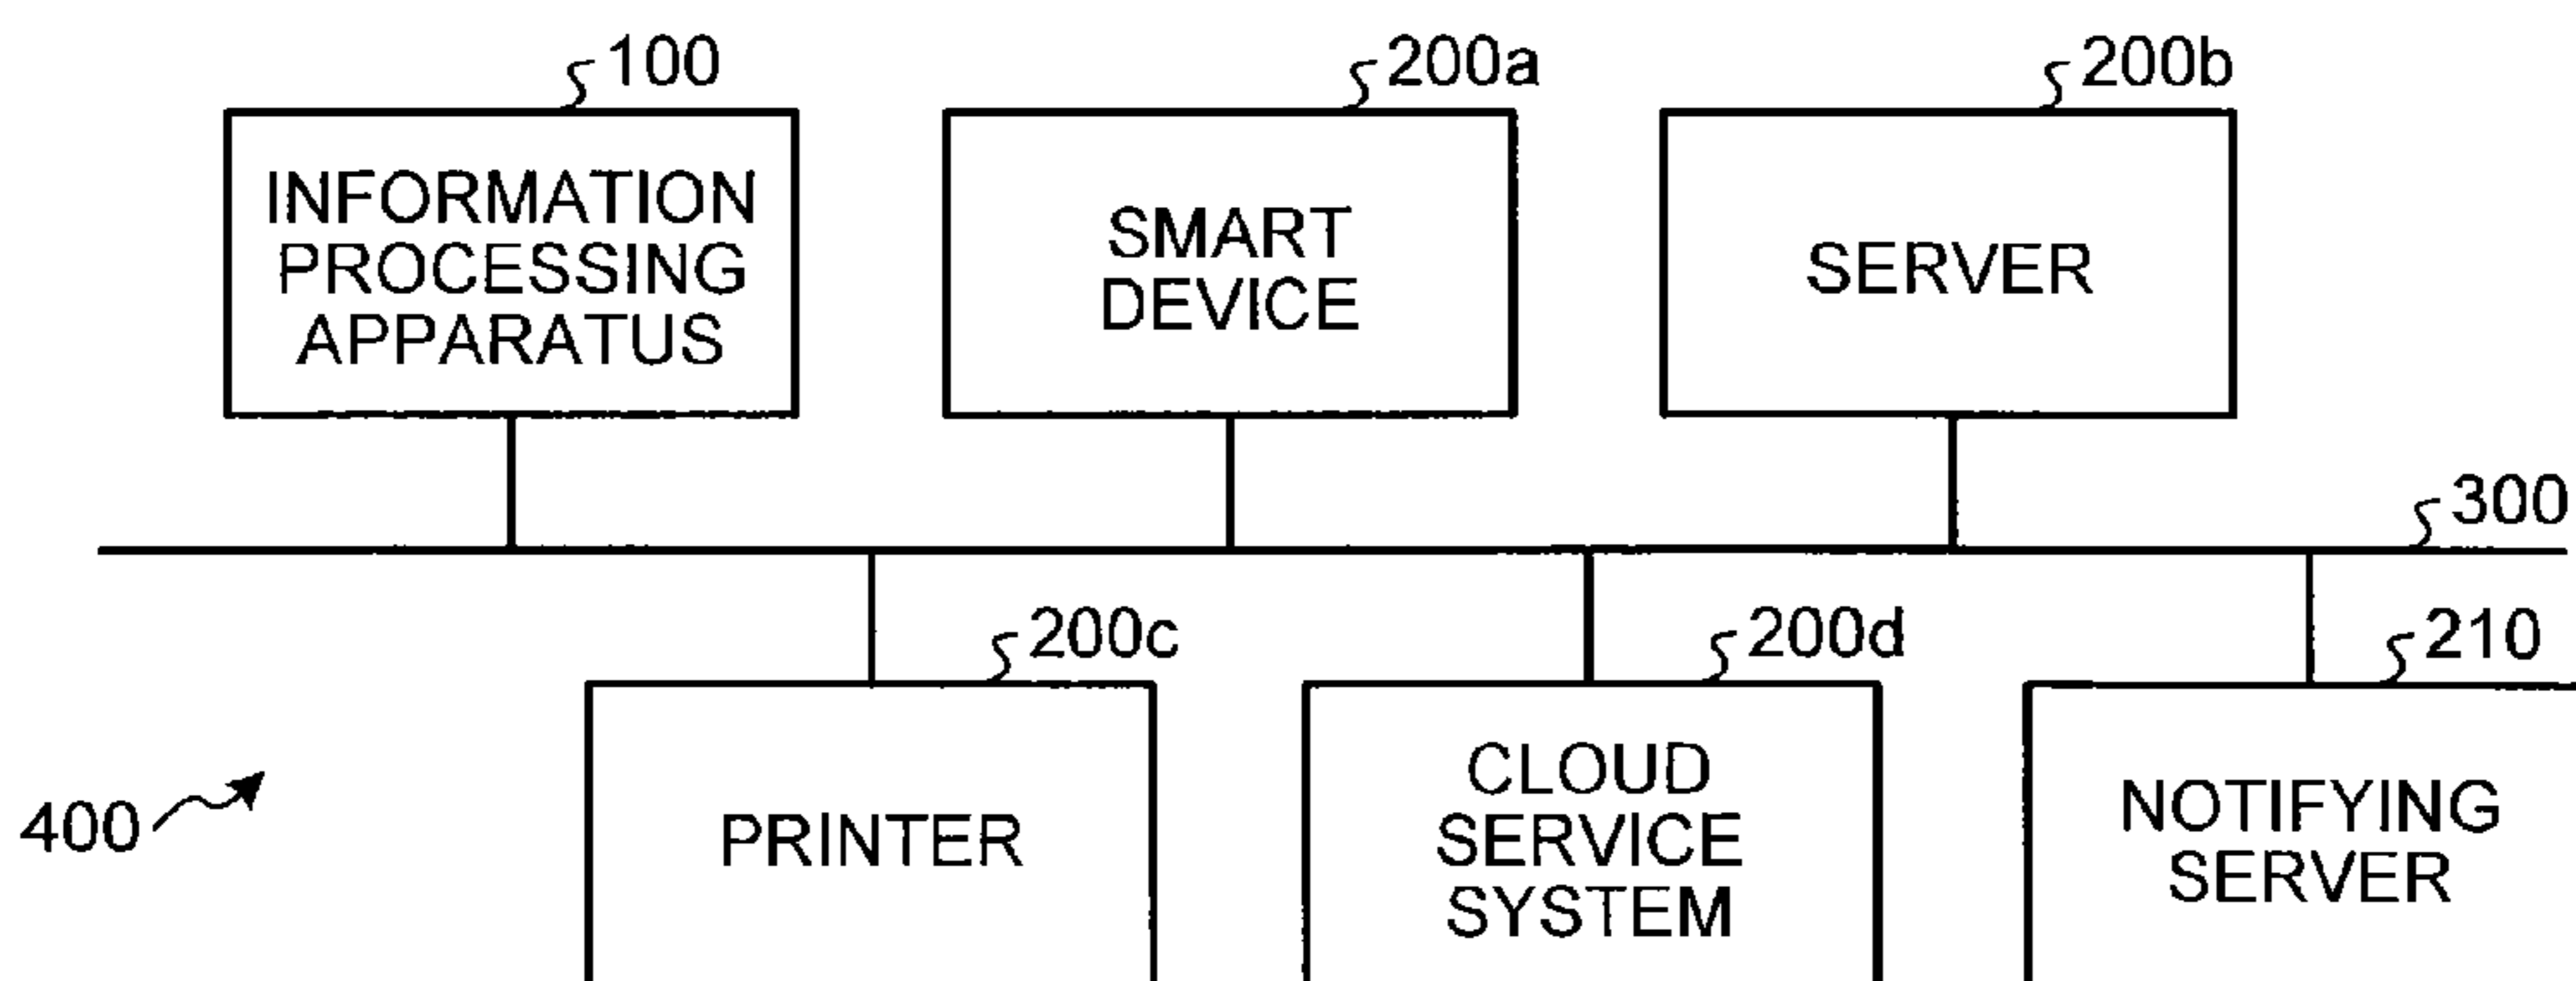 100
200a
200b
INFORMATION
PROCESSING
APPARATUS
SMART
DEVICE
SERVER
300
200c
200d
210
400
PRINTER
CLOUD
SERVICE
SYSTEM
NOTIFYING
SERVER